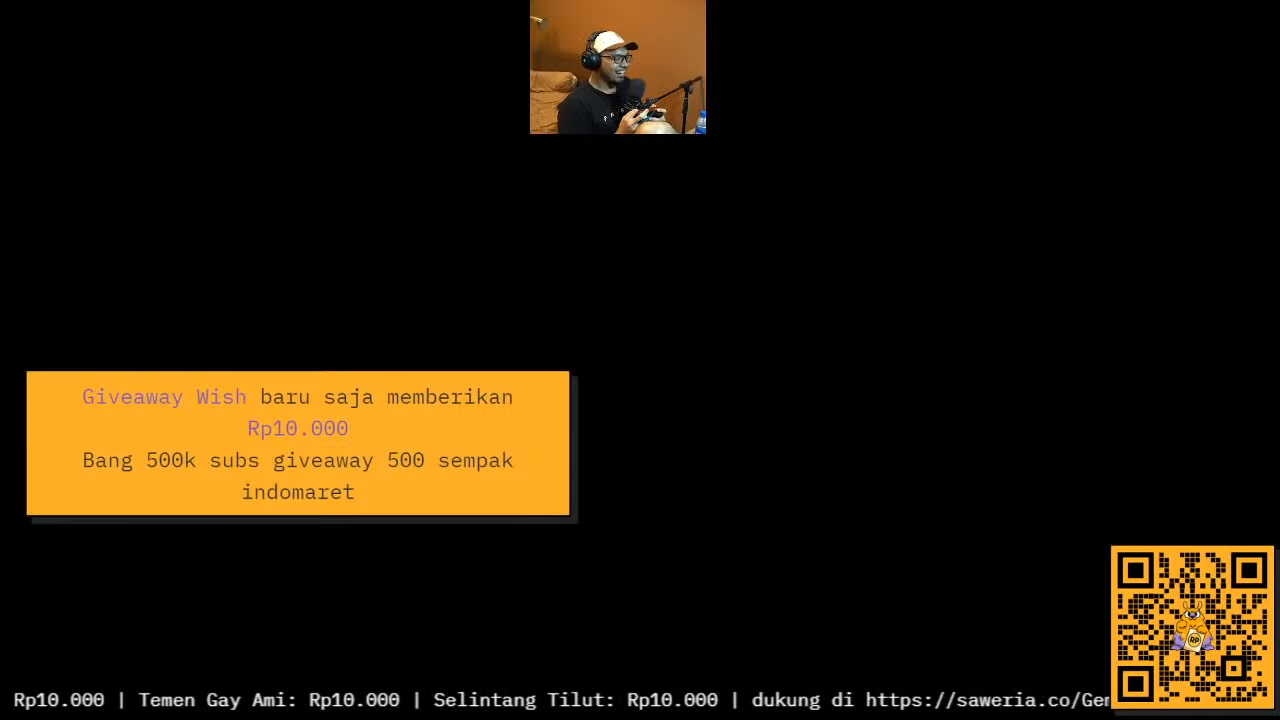 Giveaway Wish baru saja memberikan
Rp10.000
Bang 500k subs giveaway 500 sempak
indomaret
Rp10.000 | Temen Gay Ami: Rp10.000 | Selintang Tilut: Rp10.000 | dukung di https://saweria.co/Ge